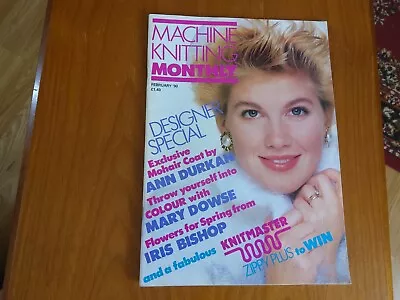 MACHINE
KNITTING
MONTHLY
FEBRUARY '90
£1.40
DESIGNER
SPECIAL
Exclusive
Mohair Coat by
ANN DURKAN
Throw yourself into
COLOUR with
MARY DOWSE
Flowers for Spring from
IRIS BISHOP
and a fabulous KNITMASTER
ZIPPY PLUS to WIN